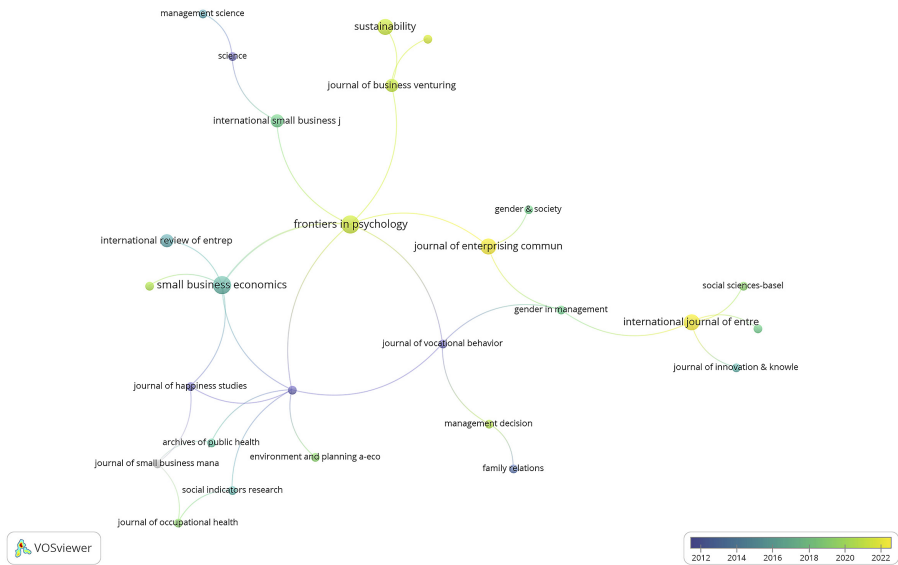 management science
sustainability
science
journal of business venturing
international small business j
gender & society
frontiers in psychology
international review of entrep
journal of enterprising commun
small business economics
social sciences-basel
gender in management
international journal of entre
journal of vocational behavior
journal of innovation & knowle
journal of happiness studies
management decision
archives of public health
environment and planning a-eco
journal of small business mana
family relations
social indicators research
journal of occupational health
VOSviewer
2012 2014 2016 2018 2020 2022